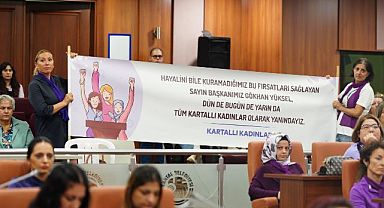 HAYALİNİ BİLE KURAMADIĞIMIZ BU FIRSATLARI SAĞLAYAN
SAYIN BAŞKANIMIZ GÖKHAN YÜKSEL,
DÜN DE BUGÜN DE YARIN DA
TÜM KARTALLI KADINLAR OLARAK YANINDAYIZ.
KARTALLI KADINLAR